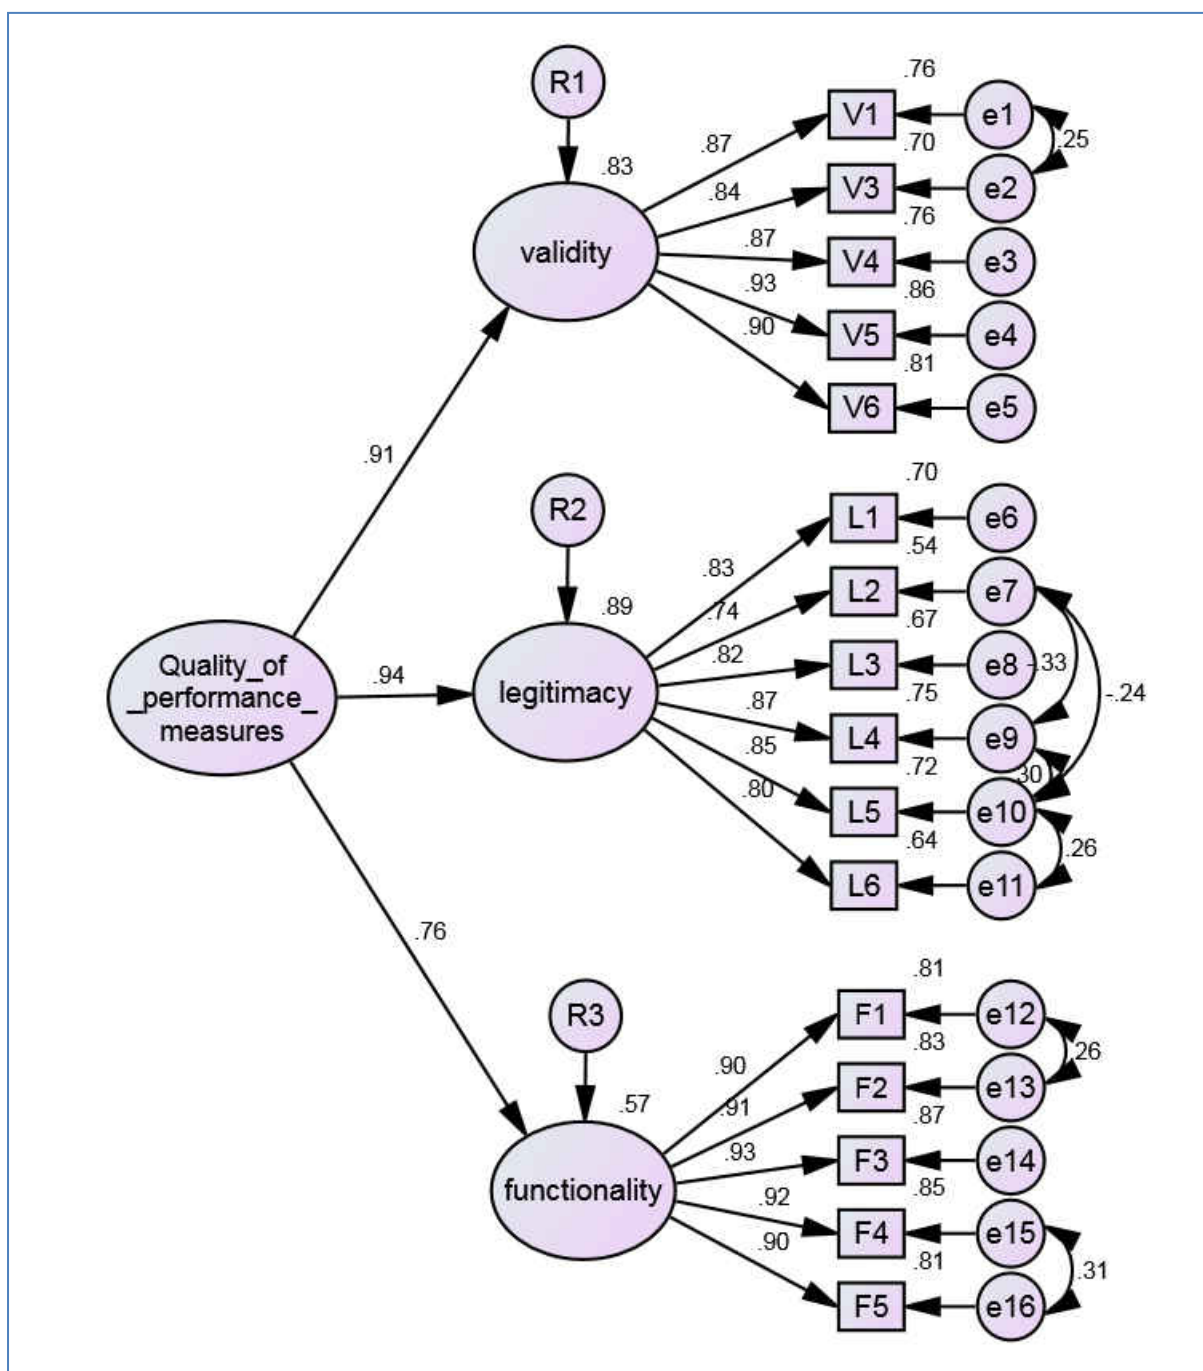 R1
.83
validity
.87
.84
.87
.93
.90
.76
V1
e1
.25
.70
V3
e2
.76
V4
e3
.86
V5
e4
.81
V6
e5
.91
R2
.89
legitimacy
.83
.74
.82
.87
.85
.80
.70
L1
e6
.54
L2
e7
.67
L3
e8
-.33
.75
L4
e9
-.24
.72
.30
L5
e10
.64
.26
L6
e11
Quality_of
_performance_
measures
.94
.76
R3
.57
functionality
.90
.91
.93
.92
.90
.81
F1
e12
.26
.83
F2
e13
.87
F3
e14
.85
F4
e15
.31
.81
F5
e16